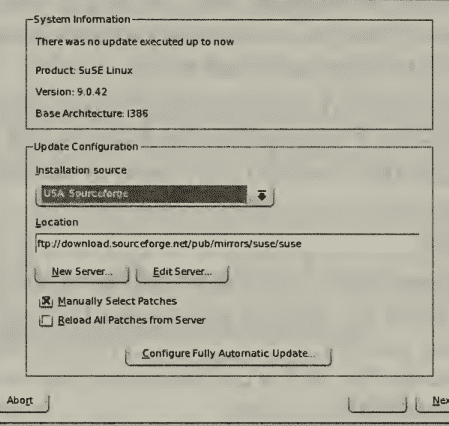 System Information
There was no update executed up to now
Product: SuSE Linux
Version: 9.0.42
Base Architecture: i386
Update Configuration
Installation source
USA Sourceforge
Location
ftp://download.sourceforge.net/pub/mirrors/suse/suse
New Server... Edit Server...
Manually Select Patches
Reload All Patches from Server
Configure Fully Automatic Update...
Abort Nex